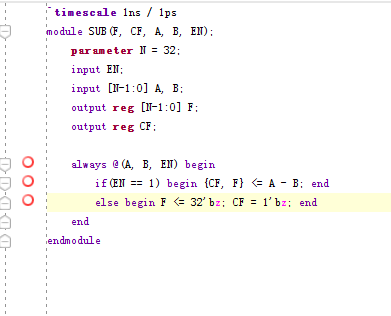 `timescale 1ns / 1ps
module SUB(F, CF, A, B, EN);
parameter N = 32;
input EN;
input [N-1:0] A, B;
output reg [N-1:0] F;
output reg CF;
always @(A, B, EN) begin
if(EN == 1) begin {CF, F} <= A - B; end
else begin F <= 32'bz; CF = 1'bz; end
end
endmodule